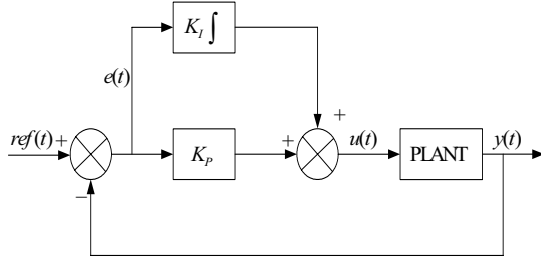 K_I ∫
e(t)
+
ref(t) +
K_P
+
u(t)
PLANT
y(t)
−